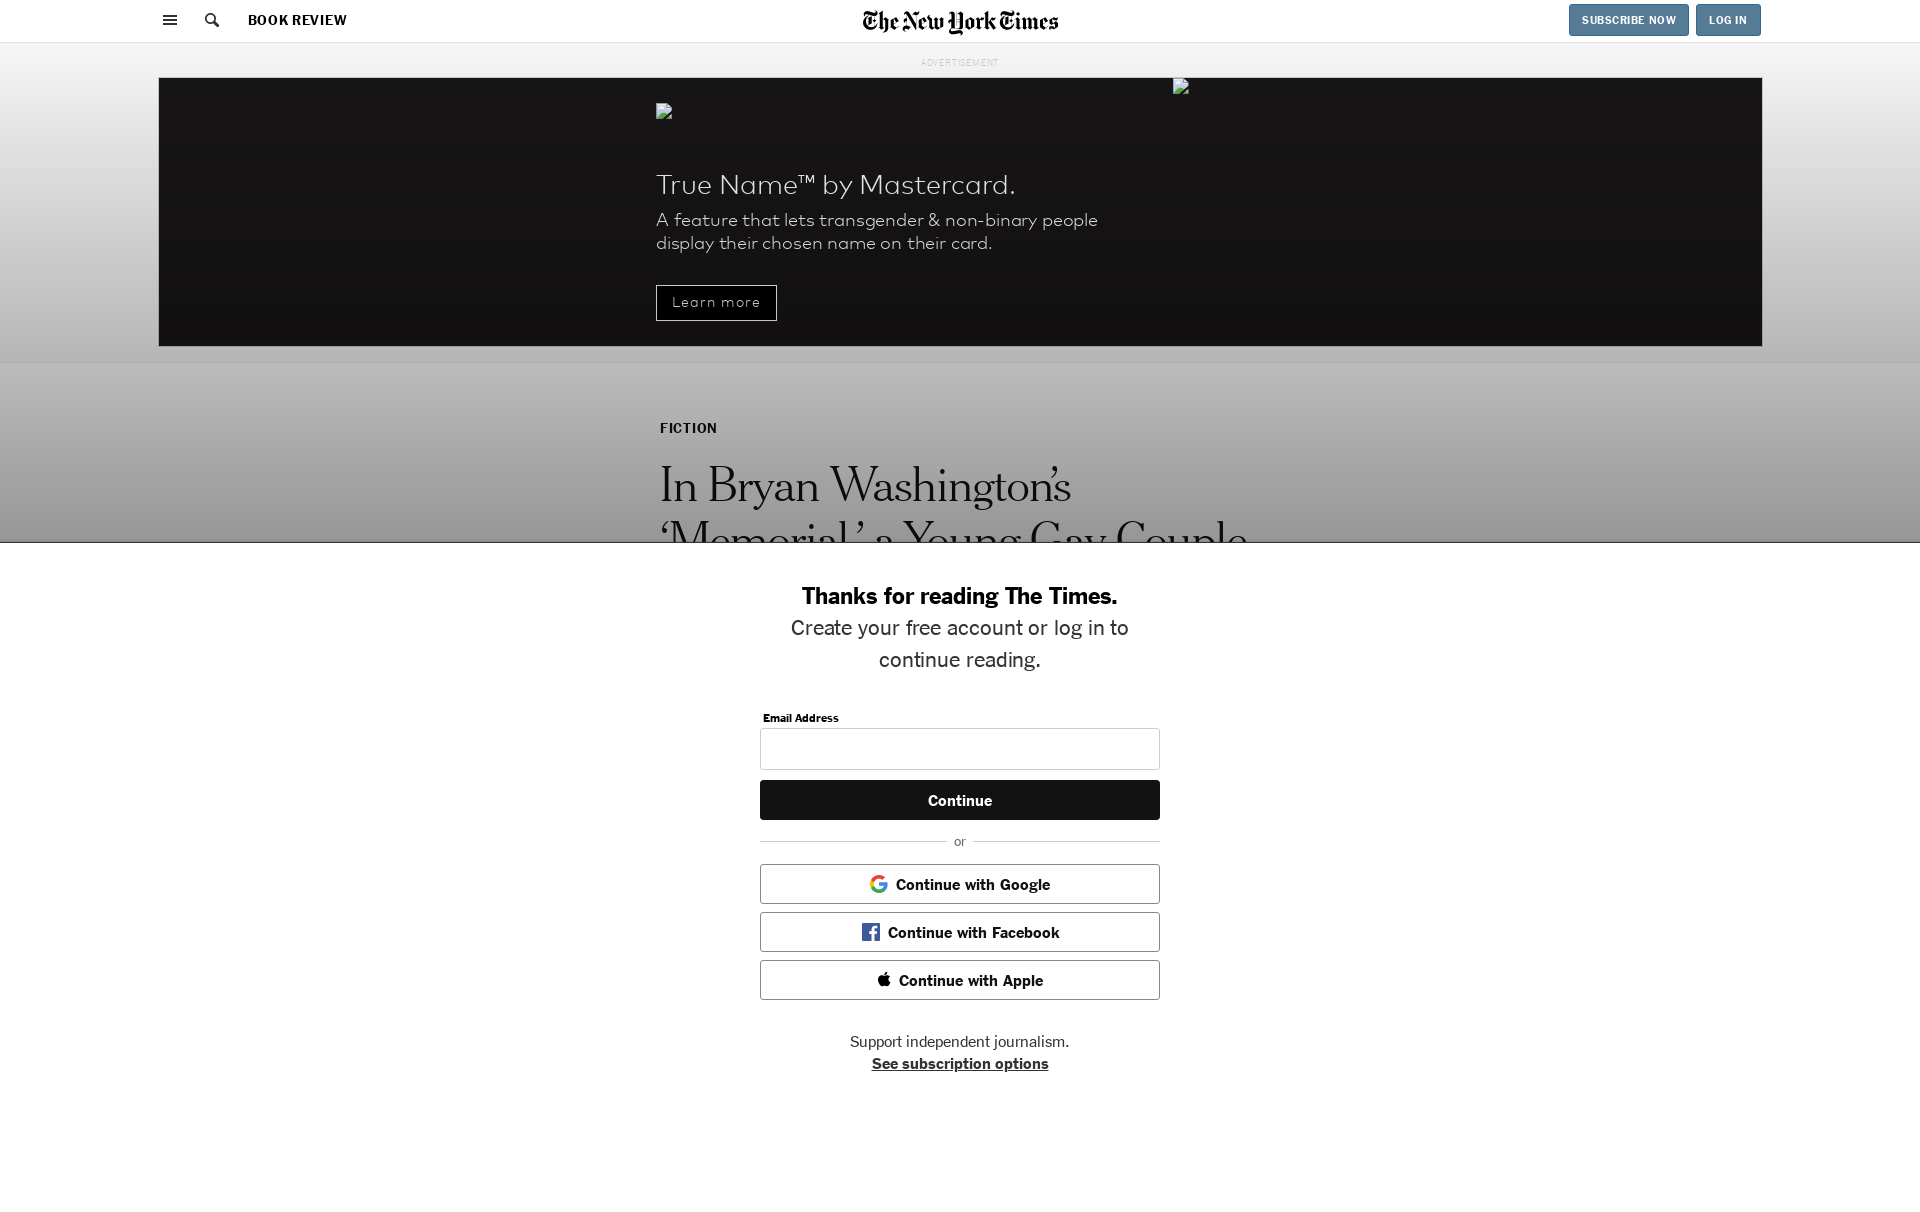 BOOK REVIEW
The New York Times
SUBSCRIBE NOW
LOG IN
ADVERTISEMENT
True Name™ by Mastercard.
A feature that lets transgender & non-binary people
display their chosen name on their card.
Learn more
FICTION
In Bryan Washington’s
‘Memorial,’ a Young Gay Couple
Thanks for reading The Times.
Create your free account or log in to
continue reading.
Email Address
Continue
or
Continue with Google
Continue with Facebook
Continue with Apple
Support independent journalism.
See subscription options